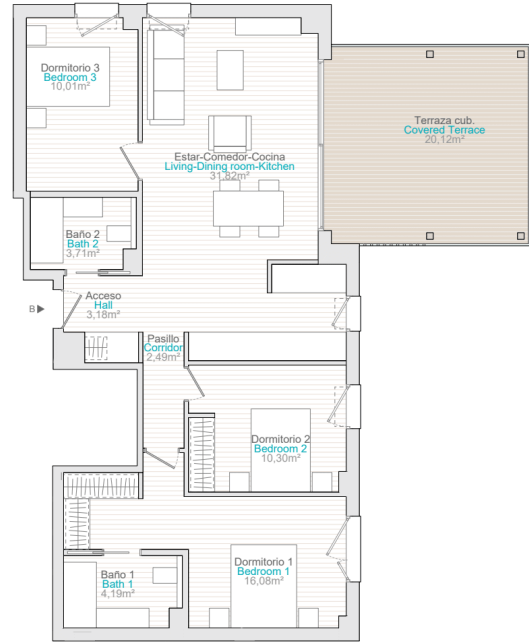 Dormitorio 3
Bedroom 3
10,01m²
Terraza cub.
Covered Terrace
20,12m²
Estar-Comedor-Cocina
Living-Dining room-Kitchen
31,82m²
Baño 2
Bath 2
3,71m²
Acceso
Hall
3,18m²
B
Pasillo
Corridor
2,49m²
Dormitorio 2
Bedroom 2
10,30m²
Dormitorio 1
Bedroom 1
16,08m²
Baño 1
Bath 1
4,19m²